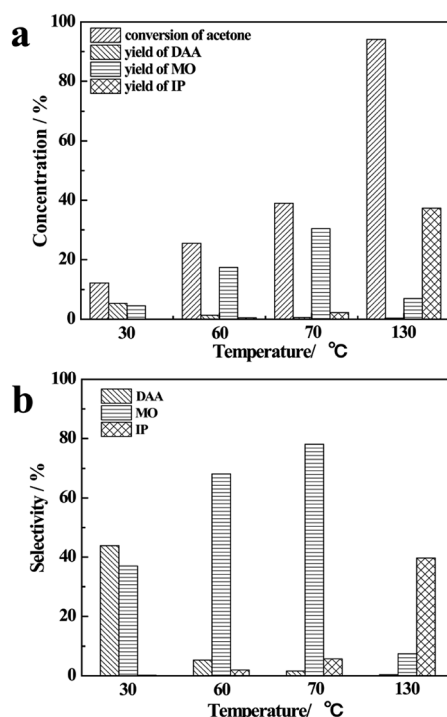 a
conversion of acetone
yield of DAA
yield of MO
yield of IP
Concentration / %
100
80
60
40
20
0
30 60 70 130
Temperature/ ℃
b
DAA
MO
IP
Selectivity / %
100
80
60
40
20
0
30 60 70 130
Temperature/ ℃